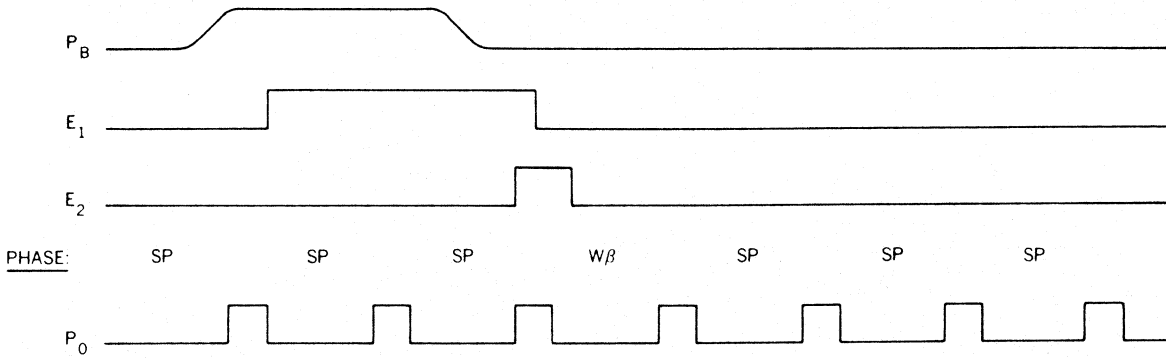 P_B
E_1
E_2
PHASE: SP SP SP Wβ SP SP SP
P_0